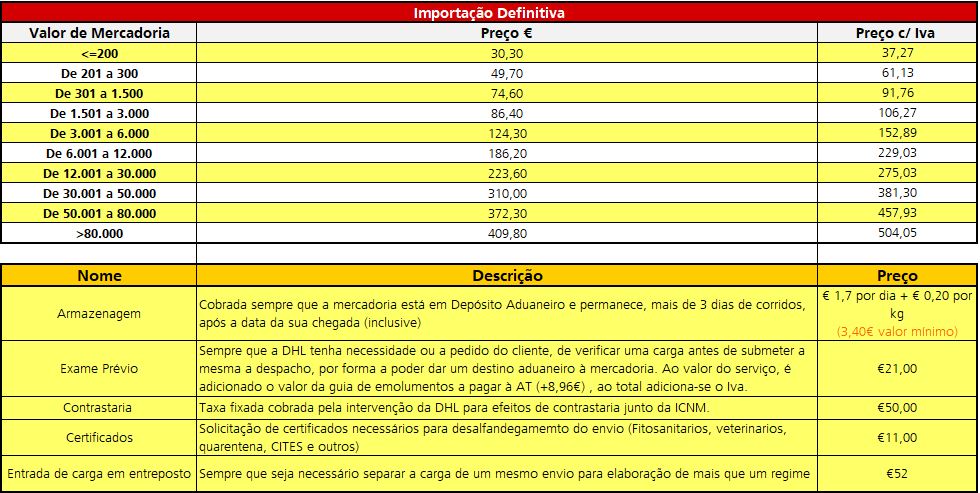 Importação Definitiva
Valor de Mercadoria Preço € Preço c/ Iva
<=200 30,30 37,27
De 201 a 300 49,70 61,13
De 301 a 1.500 74,60 91,76
De 1.501 a 3.000 86,40 106,27
De 3.001 a 6.000 124,30 152,89
De 6.001 a 12.000 186,20 229,03
De 12.001 a 30.000 223,60 275,03
De 30.001 a 50.000 310,00 381,30
De 50.001 a 80.000 372,30 457,93
>80.000 409,80 504,05
Nome Descrição Preço
Armazenagem
Cobrada sempre que a mercadoria está em Depósito Aduaneiro e permanece, mais de 3 dias de corridos,
após a data da sua chegada (inclusive)
€ 1,7 por dia + € 0,20 por
kg
(3,40€ valor mínimo)
Exame Prévio
Sempre que a DHL tenha necessidade ou a pedido do cliente, de verificar uma carga antes de submeter a
mesma a despacho, por forma a poder dar um destino aduaneiro à mercadoria. Ao valor do serviço, é
adicionado o valor da guia de emolumentos a pagar à AT (+8,96€) , ao total adiciona-se o Iva.
€21,00
Contrastaria Taxa fixada cobrada pela intervenção da DHL para efeitos de contrastaria junto da ICNM. €50,00
Certificados
Solicitação de certificados necessários para desalfandegamemto do envio (Fitosanitarios, veterinarios,
quarentena, CITES e outros)
€11,00
Entrada de carga em entreposto Sempre que seja necessário separar a carga de um mesmo envio para elaboração de mais que um regime €52